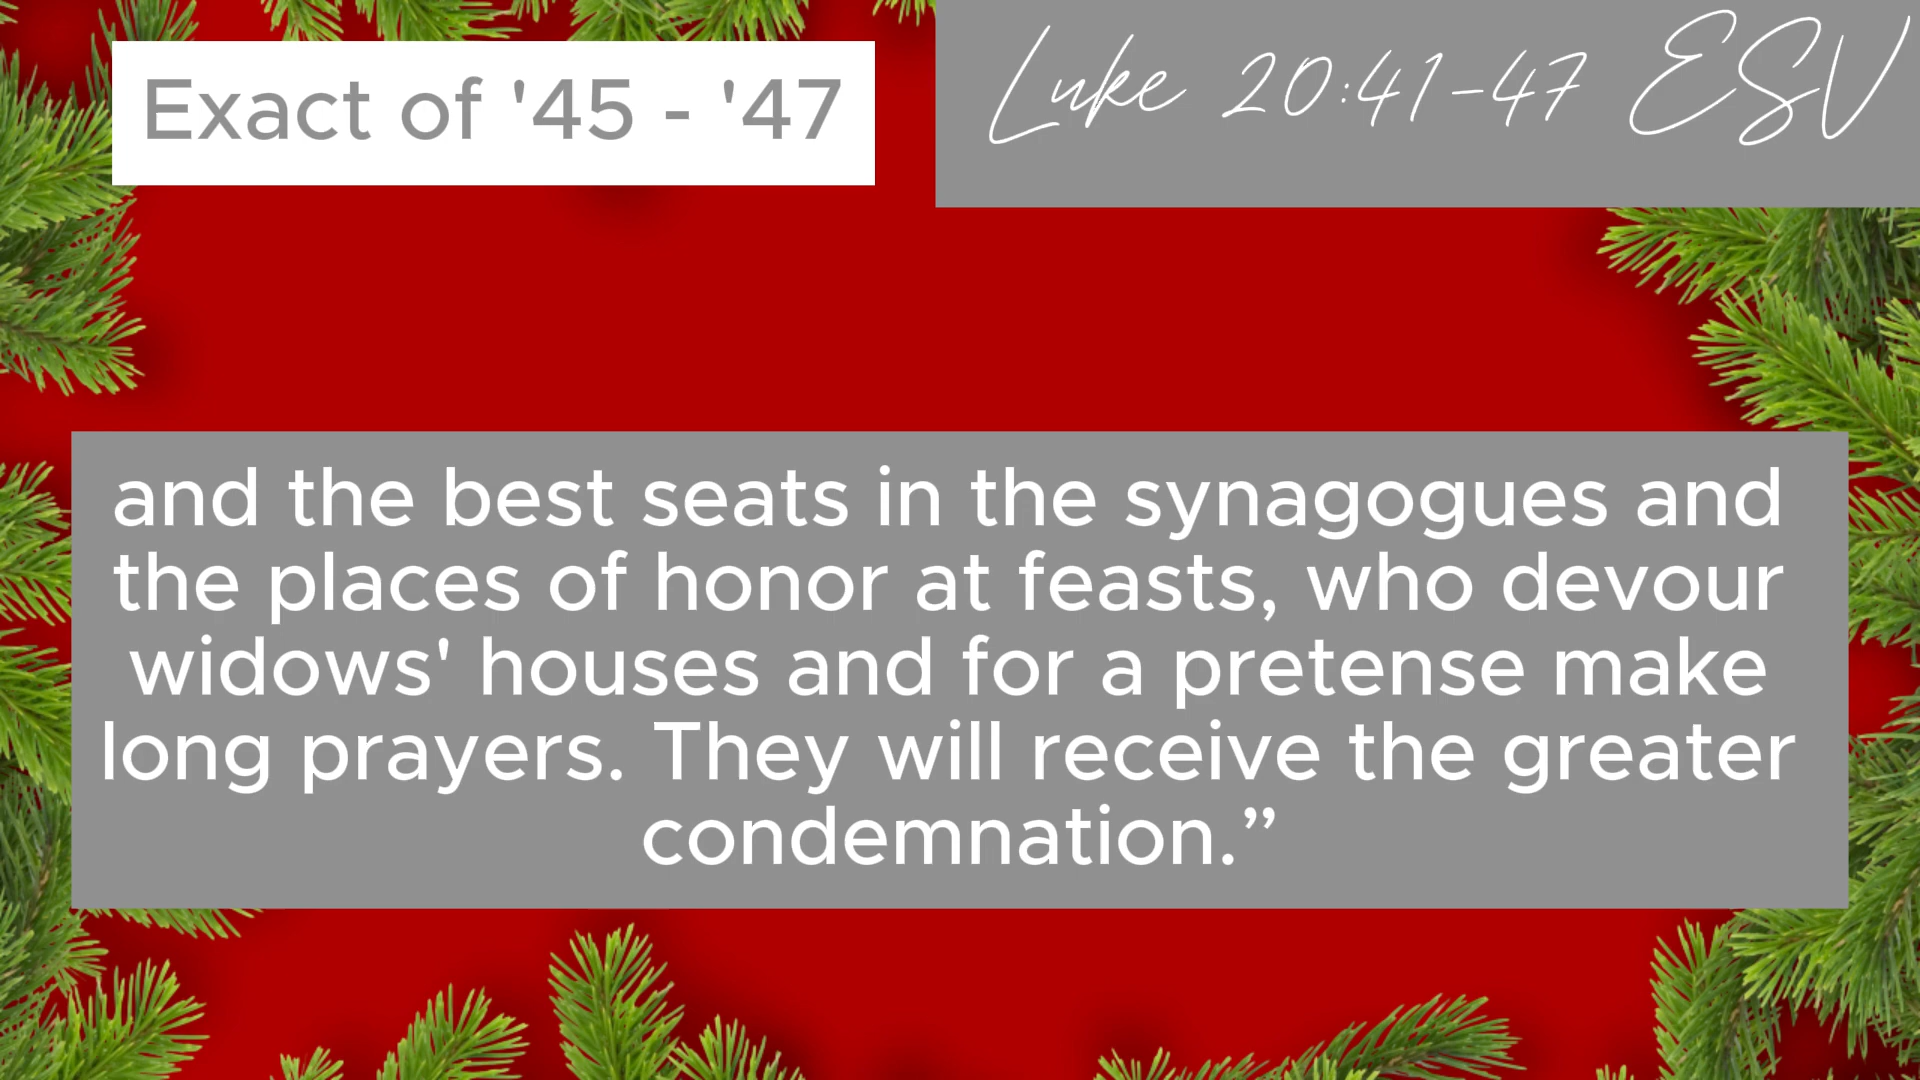 Exact of '45 - '47
Luke 20:41-47 ESV
and the best seats in the synagogues and
the places of honor at feasts, who devour
widows' houses and for a pretense make
long prayers. They will receive the greater
condemnation.”